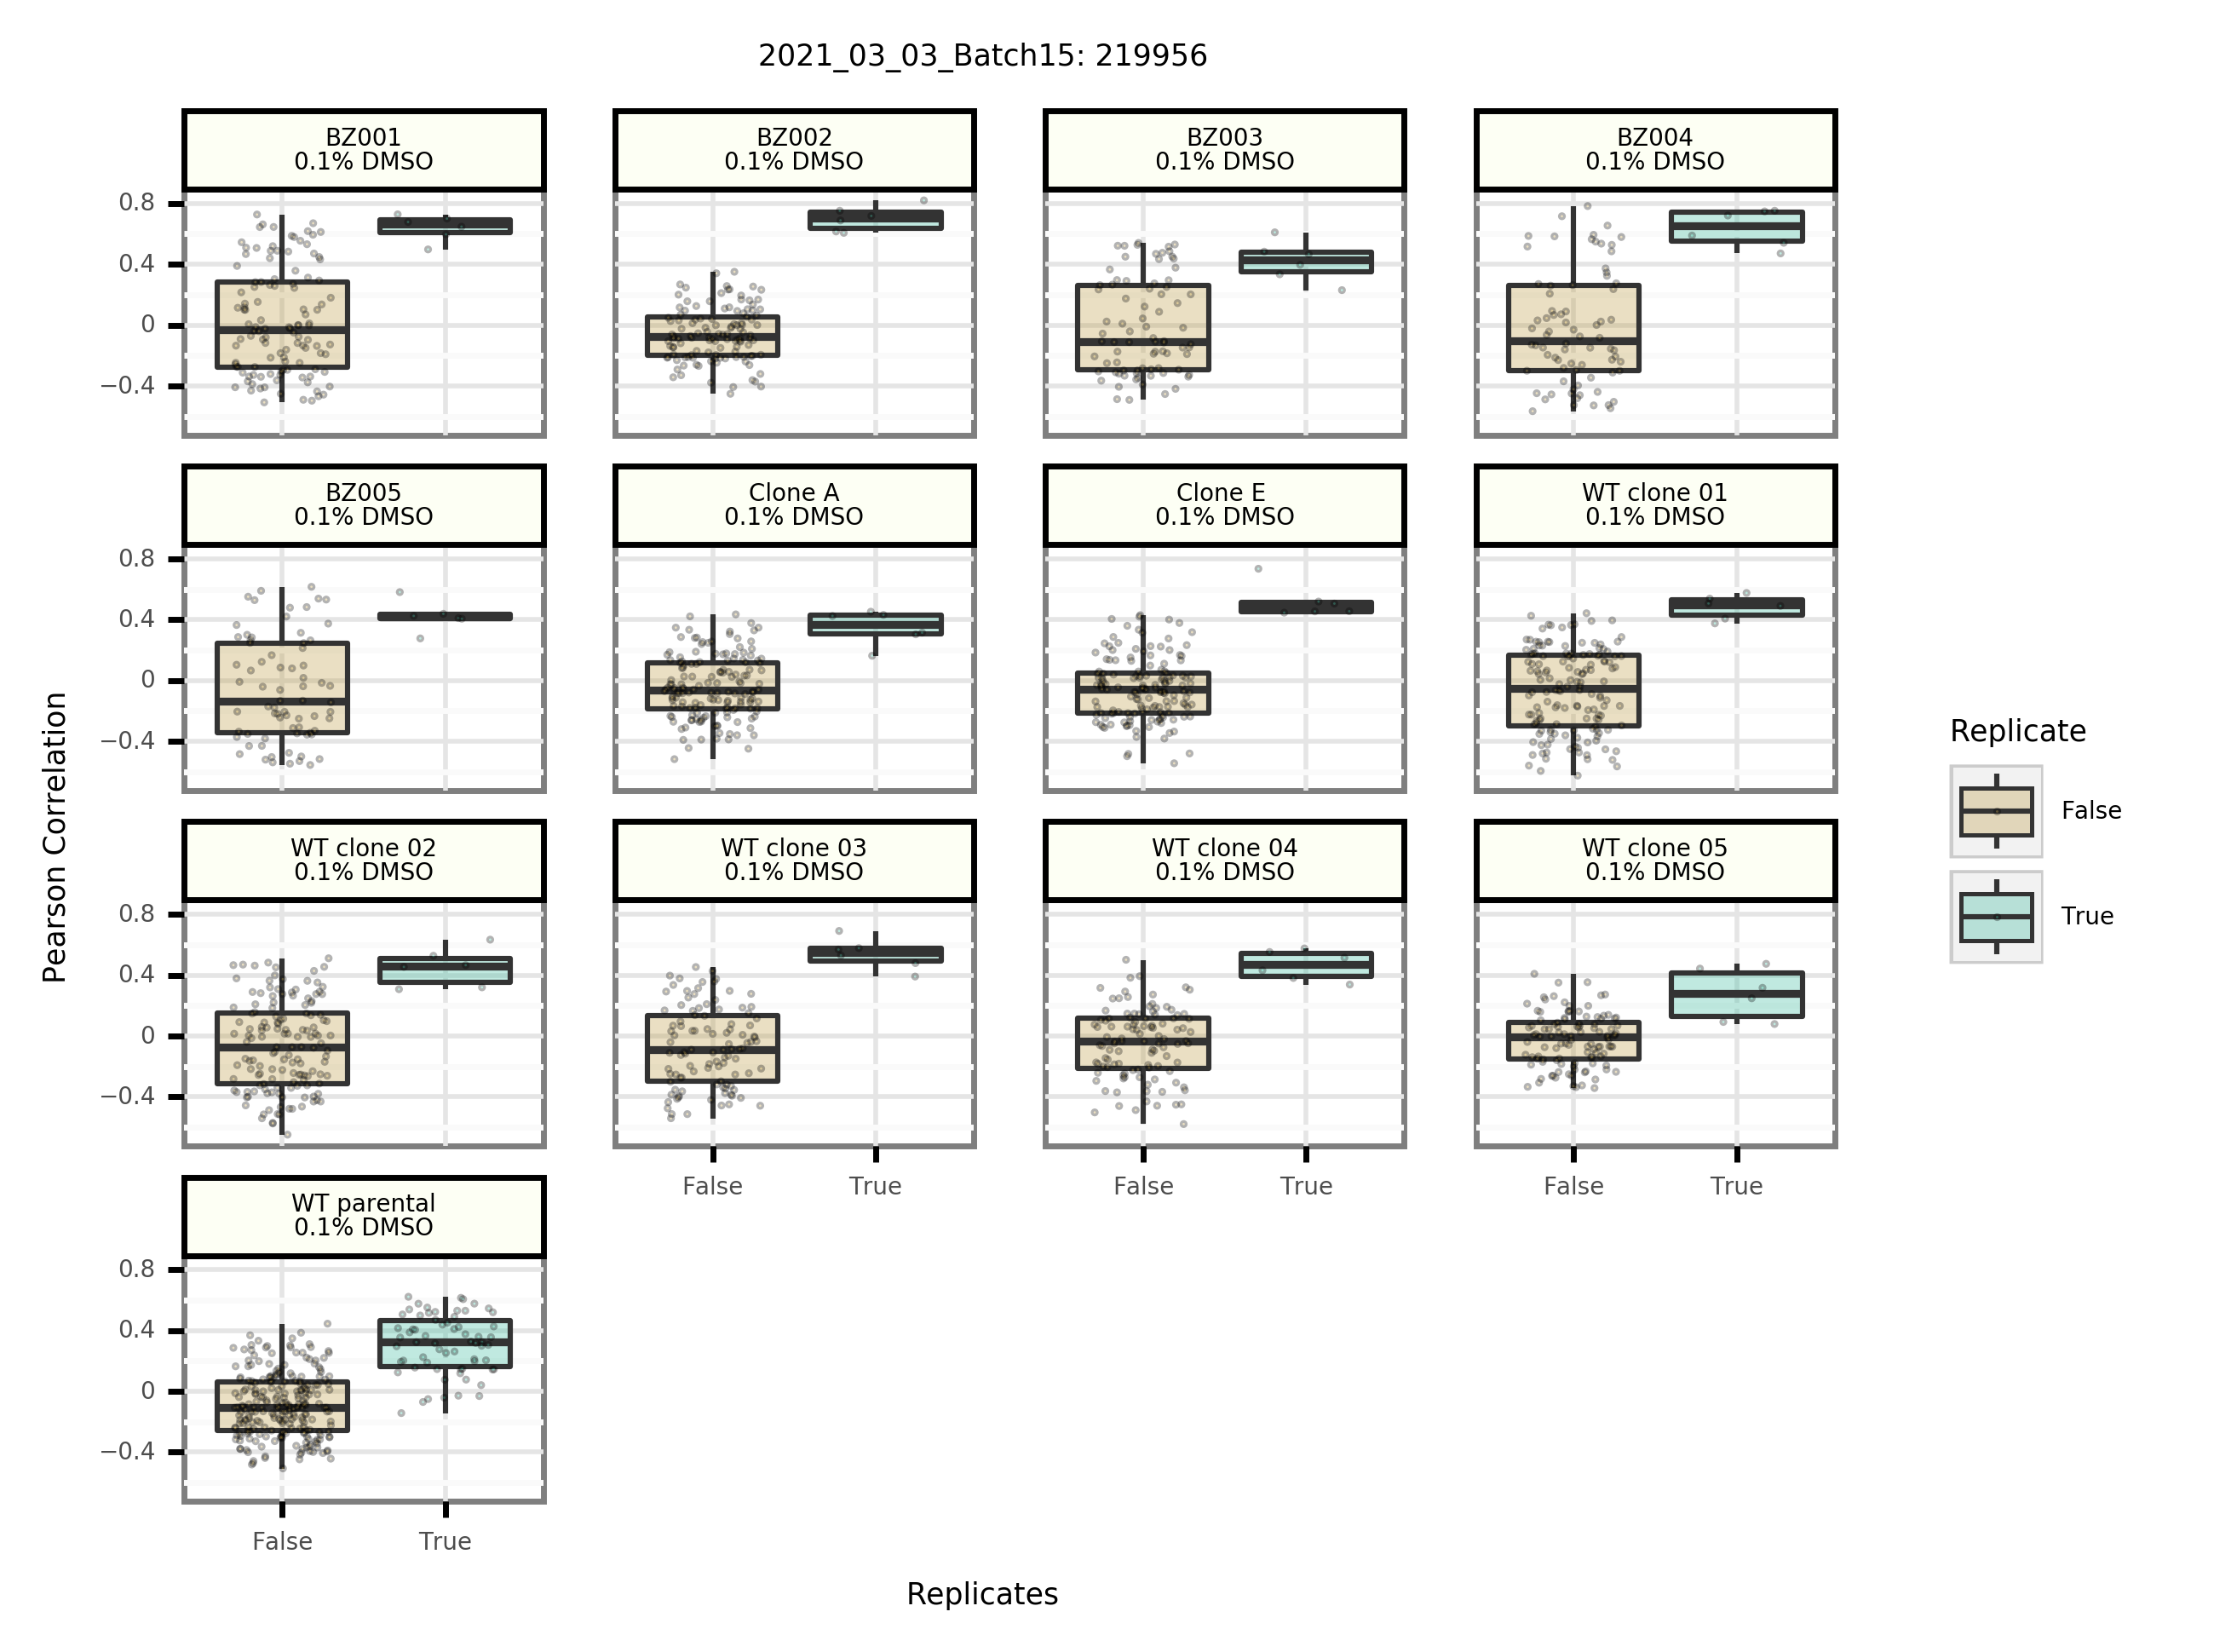 2021_03_03_Batch15: 219956
BZ001
0.1% DMSO
BZ002
0.1% DMSO
BZ003
0.1% DMSO
BZ004
0.1% DMSO
0.8
0.4
0
−0.4
BZ005
0.1% DMSO
Clone A
0.1% DMSO
Clone E
0.1% DMSO
WT clone 01
0.1% DMSO
0.8
0.4
0
−0.4
WT clone 02
0.1% DMSO
WT clone 03
0.1% DMSO
WT clone 04
0.1% DMSO
WT clone 05
0.1% DMSO
0.8
0.4
0
−0.4
False
True
False
True
False
True
WT parental
0.1% DMSO
0.8
0.4
0
−0.4
False
True
Replicates
Pearson Correlation
Replicate
False
True